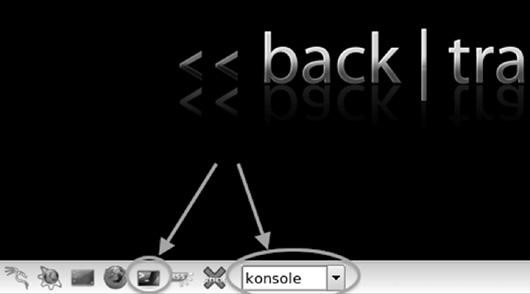 << back | tra
konsole